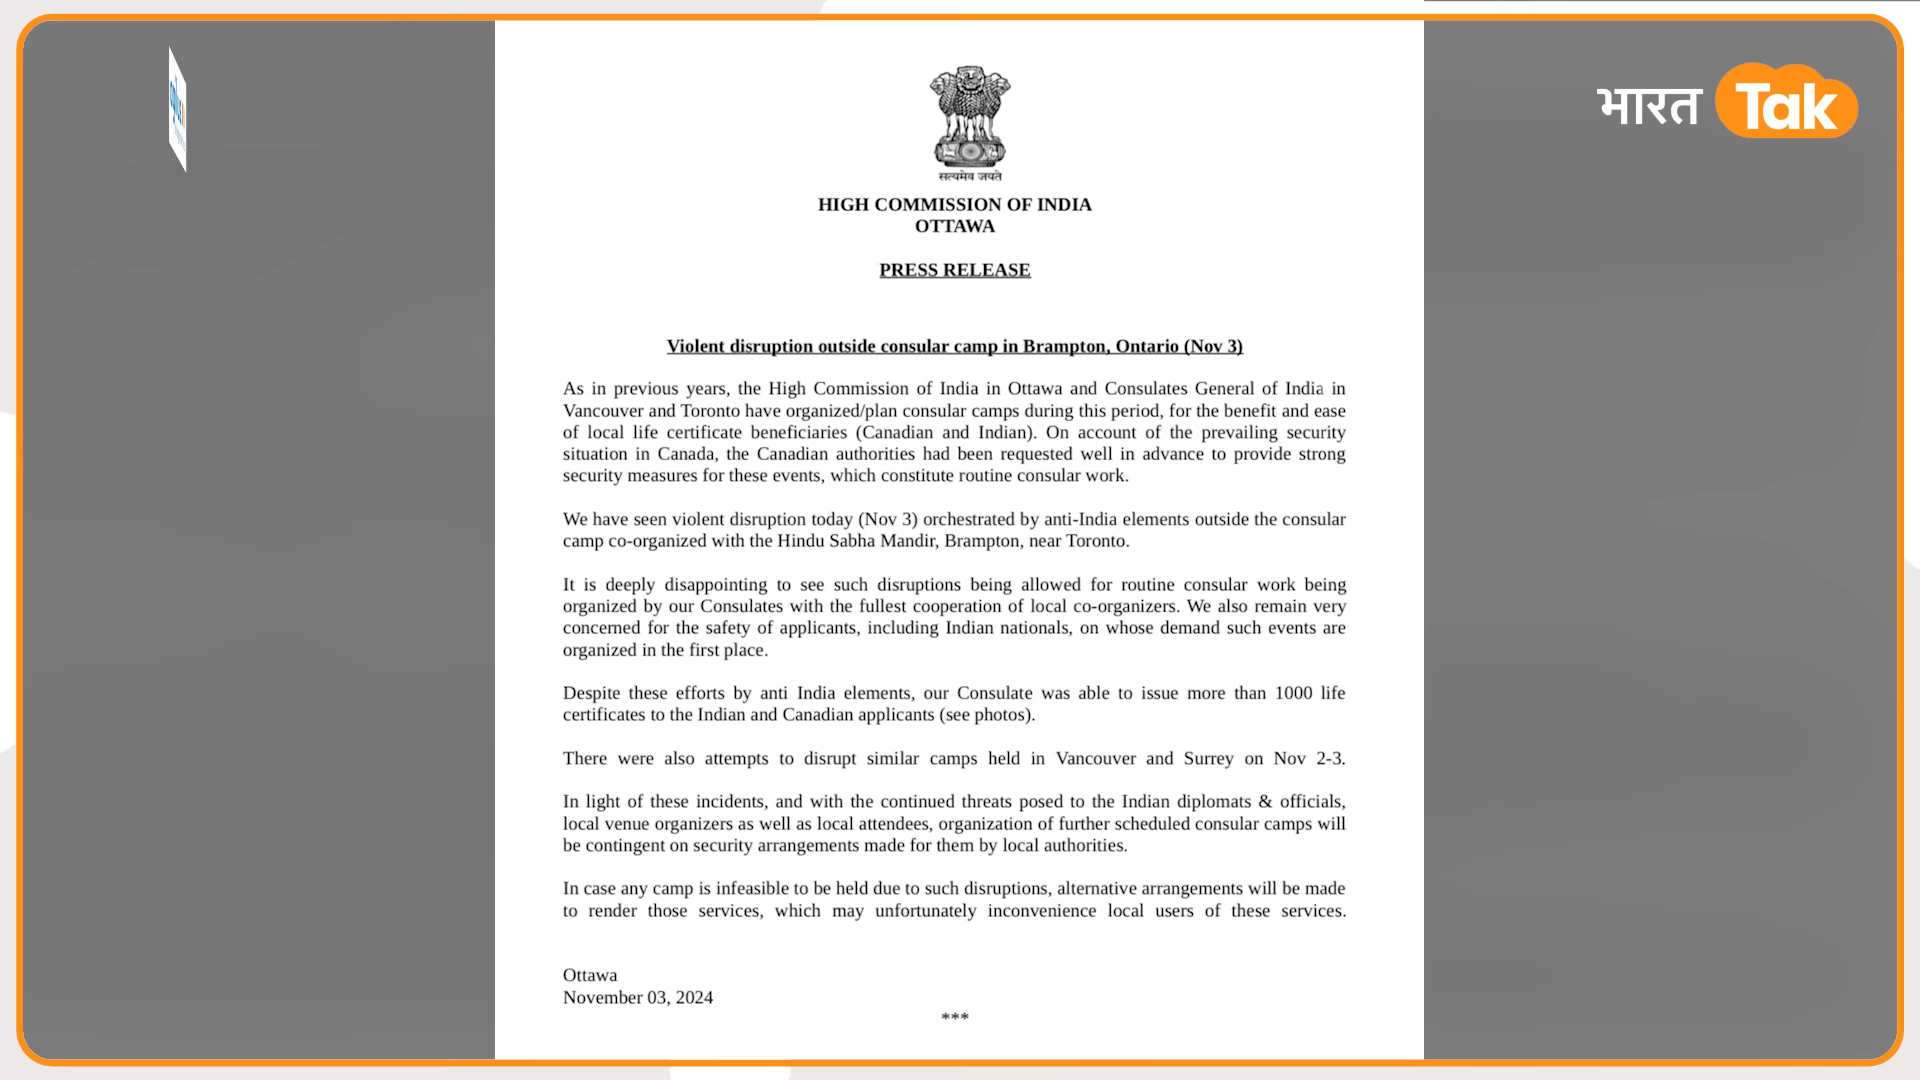 भारत Tak
सत्यमेव जयते
HIGH COMMISSION OF INDIA
OTTAWA
PRESS RELEASE
Violent disruption outside consular camp in Brampton, Ontario (Nov 3)
As in previous years, the High Commission of India in Ottawa and Consulates General of India in
Vancouver and Toronto have organized/plan consular camps during this period, for the benefit and ease
of local life certificate beneficiaries (Canadian and Indian). On account of the prevailing security
situation in Canada, the Canadian authorities had been requested well in advance to provide strong
security measures for these events, which constitute routine consular work.
We have seen violent disruption today (Nov 3) orchestrated by anti-India elements outside the consular
camp co-organized with the Hindu Sabha Mandir, Brampton, near Toronto.
It is deeply disappointing to see such disruptions being allowed for routine consular work being
organized by our Consulates with the fullest cooperation of local co-organizers. We also remain very
concerned for the safety of applicants, including Indian nationals, on whose demand such events are
organized in the first place.
Despite these efforts by anti India elements, our Consulate was able to issue more than 1000 life
certificates to the Indian and Canadian applicants (see photos).
There were also attempts to disrupt similar camps held in Vancouver and Surrey on Nov 2-3.
In light of these incidents, and with the continued threats posed to the Indian diplomats & officials,
local venue organizers as well as local attendees, organization of further scheduled consular camps will
be contingent on security arrangements made for them by local authorities.
In case any camp is infeasible to be held due to such disruptions, alternative arrangements will be made
to render those services, which may unfortunately inconvenience local users of these services.
Ottawa
November 03, 2024
***